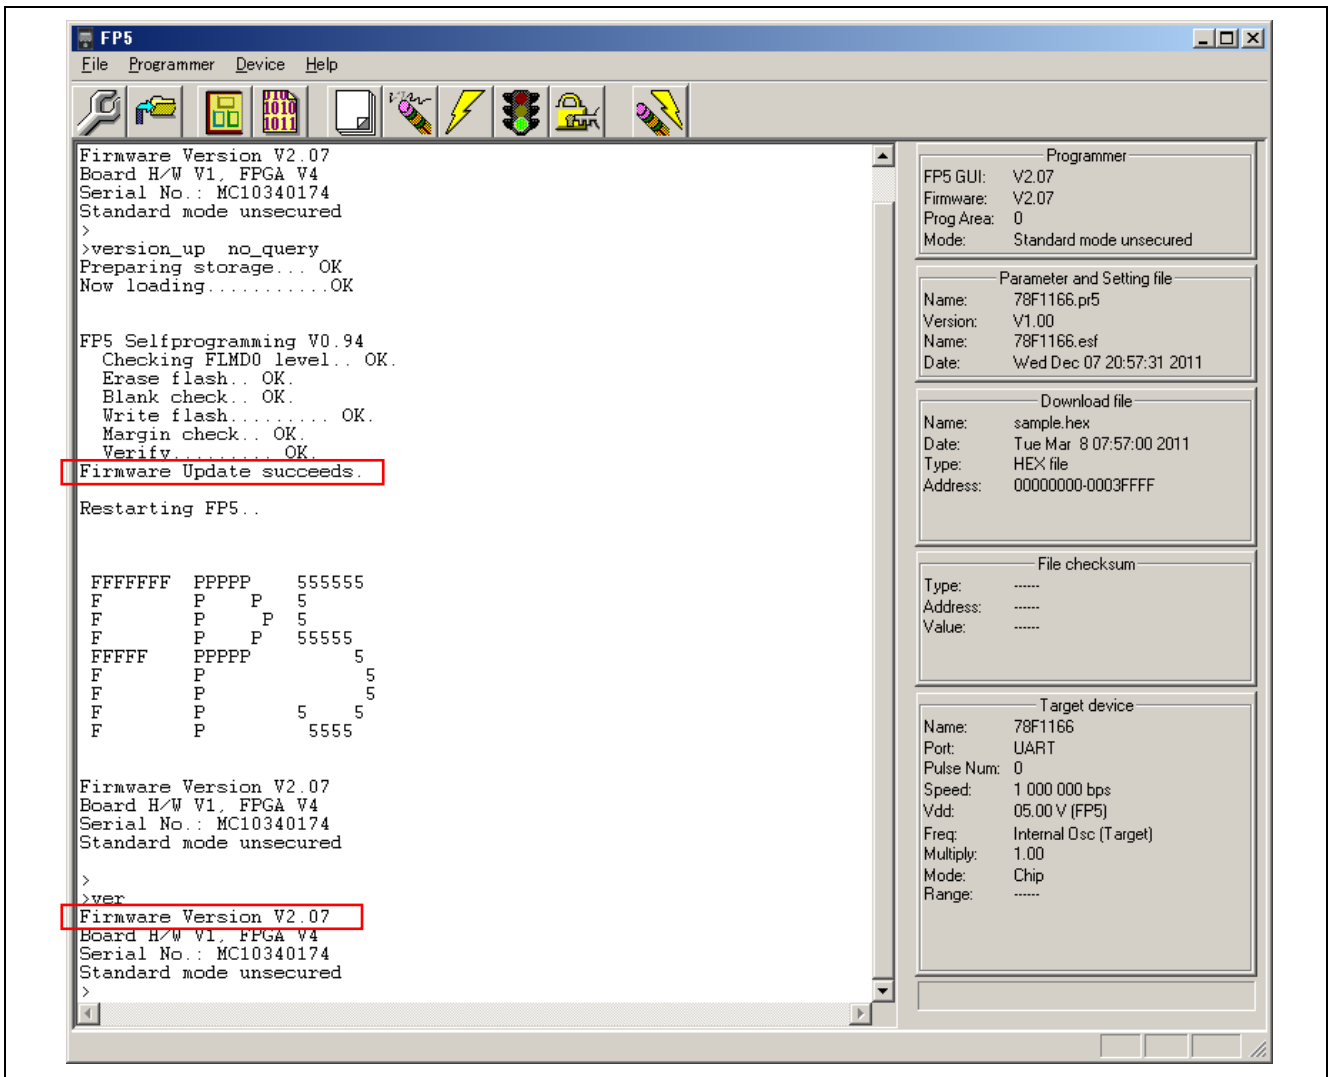 FP5
File Programmer Device Help
Firmware Version V2.07
Board H/W V1, FPGA V4
Serial No.: MC10340174
Standard mode unsecured
>
>version_up  no_query
Preparing storage... OK
Now loading...........OK
FP5 Selfprogramming V0.94
Checking FLMD0 level.. OK.
Erase flash.. OK.
Blank check.. OK.
Write flash......... OK.
Margin check.. OK.
Verify......... OK.
Firmware Update succeeds.
Restarting FP5..
FFFFFFF  PPPPP    555555
F        P    P   5
F        P     P  5
F        P    P   55555
FFFFF    PPPPP         5
F        P              5
F        P              5
F        P        5    5
F        P         5555
Firmware Version V2.07
Board H/W V1, FPGA V4
Serial No.: MC10340174
Standard mode unsecured
>
>ver
Firmware Version V2.07
Board H/W V1, FPGA V4
Serial No.: MC10340174
Standard mode unsecured
>
Programmer
FP5 GUI: V2.07
Firmware: V2.07
Prog Area: 0
Mode: Standard mode unsecured
Parameter and Setting file
Name: 78F1166.pr5
Version: V1.00
Name: 78F1166.esf
Date: Wed Dec 07 20:57:31 2011
Download file
Name: sample.hex
Date: Tue Mar  8 07:57:00 2011
Type: HEX file
Address: 00000000-0003FFFF
File checksum
Type: ------
Address: ------
Value: ------
Target device
Name: 78F1166
Port: UART
Pulse Num: 0
Speed: 1 000 000 bps
Vdd: 05.00 V (FP5)
Freq: Internal Osc (Target)
Multiply: 1.00
Mode: Chip
Range: ------